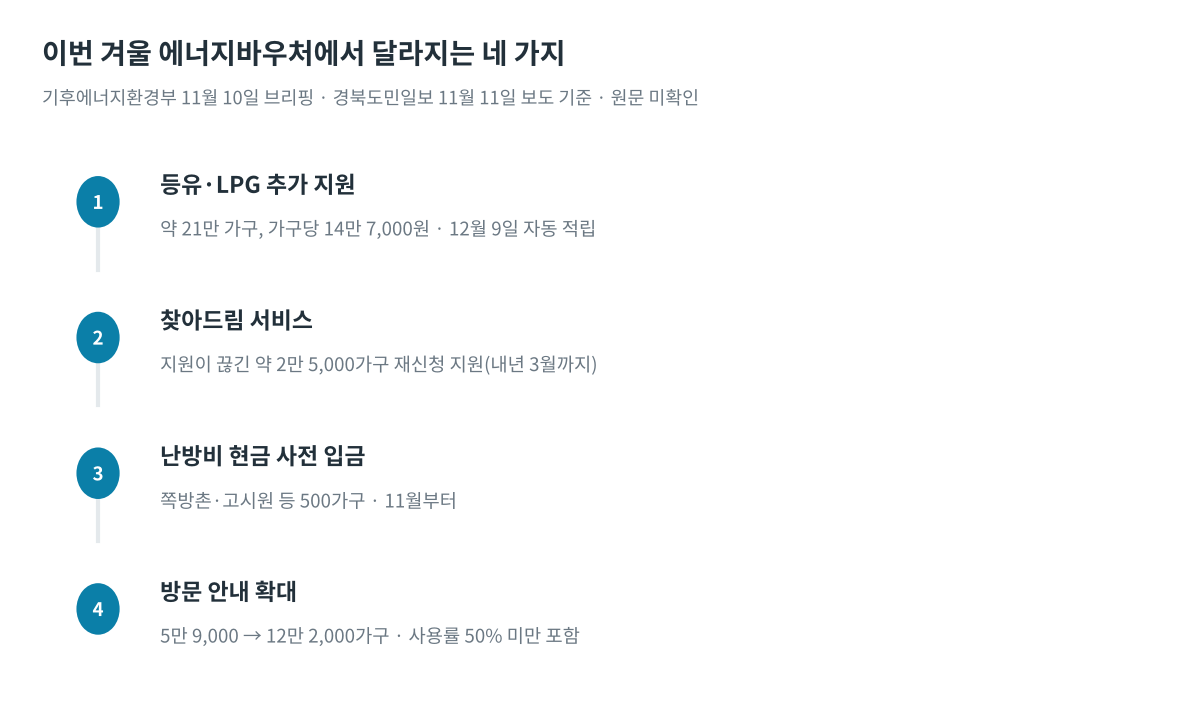 이번 겨울 에너지바우처에서 달라지는 네 가지
기후에너지환경부 11월 10일 브리핑 · 경북도민일보 11월 11일 보도 기준 · 원문 미확인
1
등유·LPG 추가 지원
약 21만 가구, 가구당 14만 7,000원 · 12월 9일 자동 적립
2
찾아드림 서비스
지원이 끊긴 약 2만 5,000가구 재신청 지원(내년 3월까지)
3
난방비 현금 사전 입금
쪽방촌·고시원 등 500가구 · 11월부터
4
방문 안내 확대
5만 9,000 → 12만 2,000가구 · 사용률 50% 미만 포함